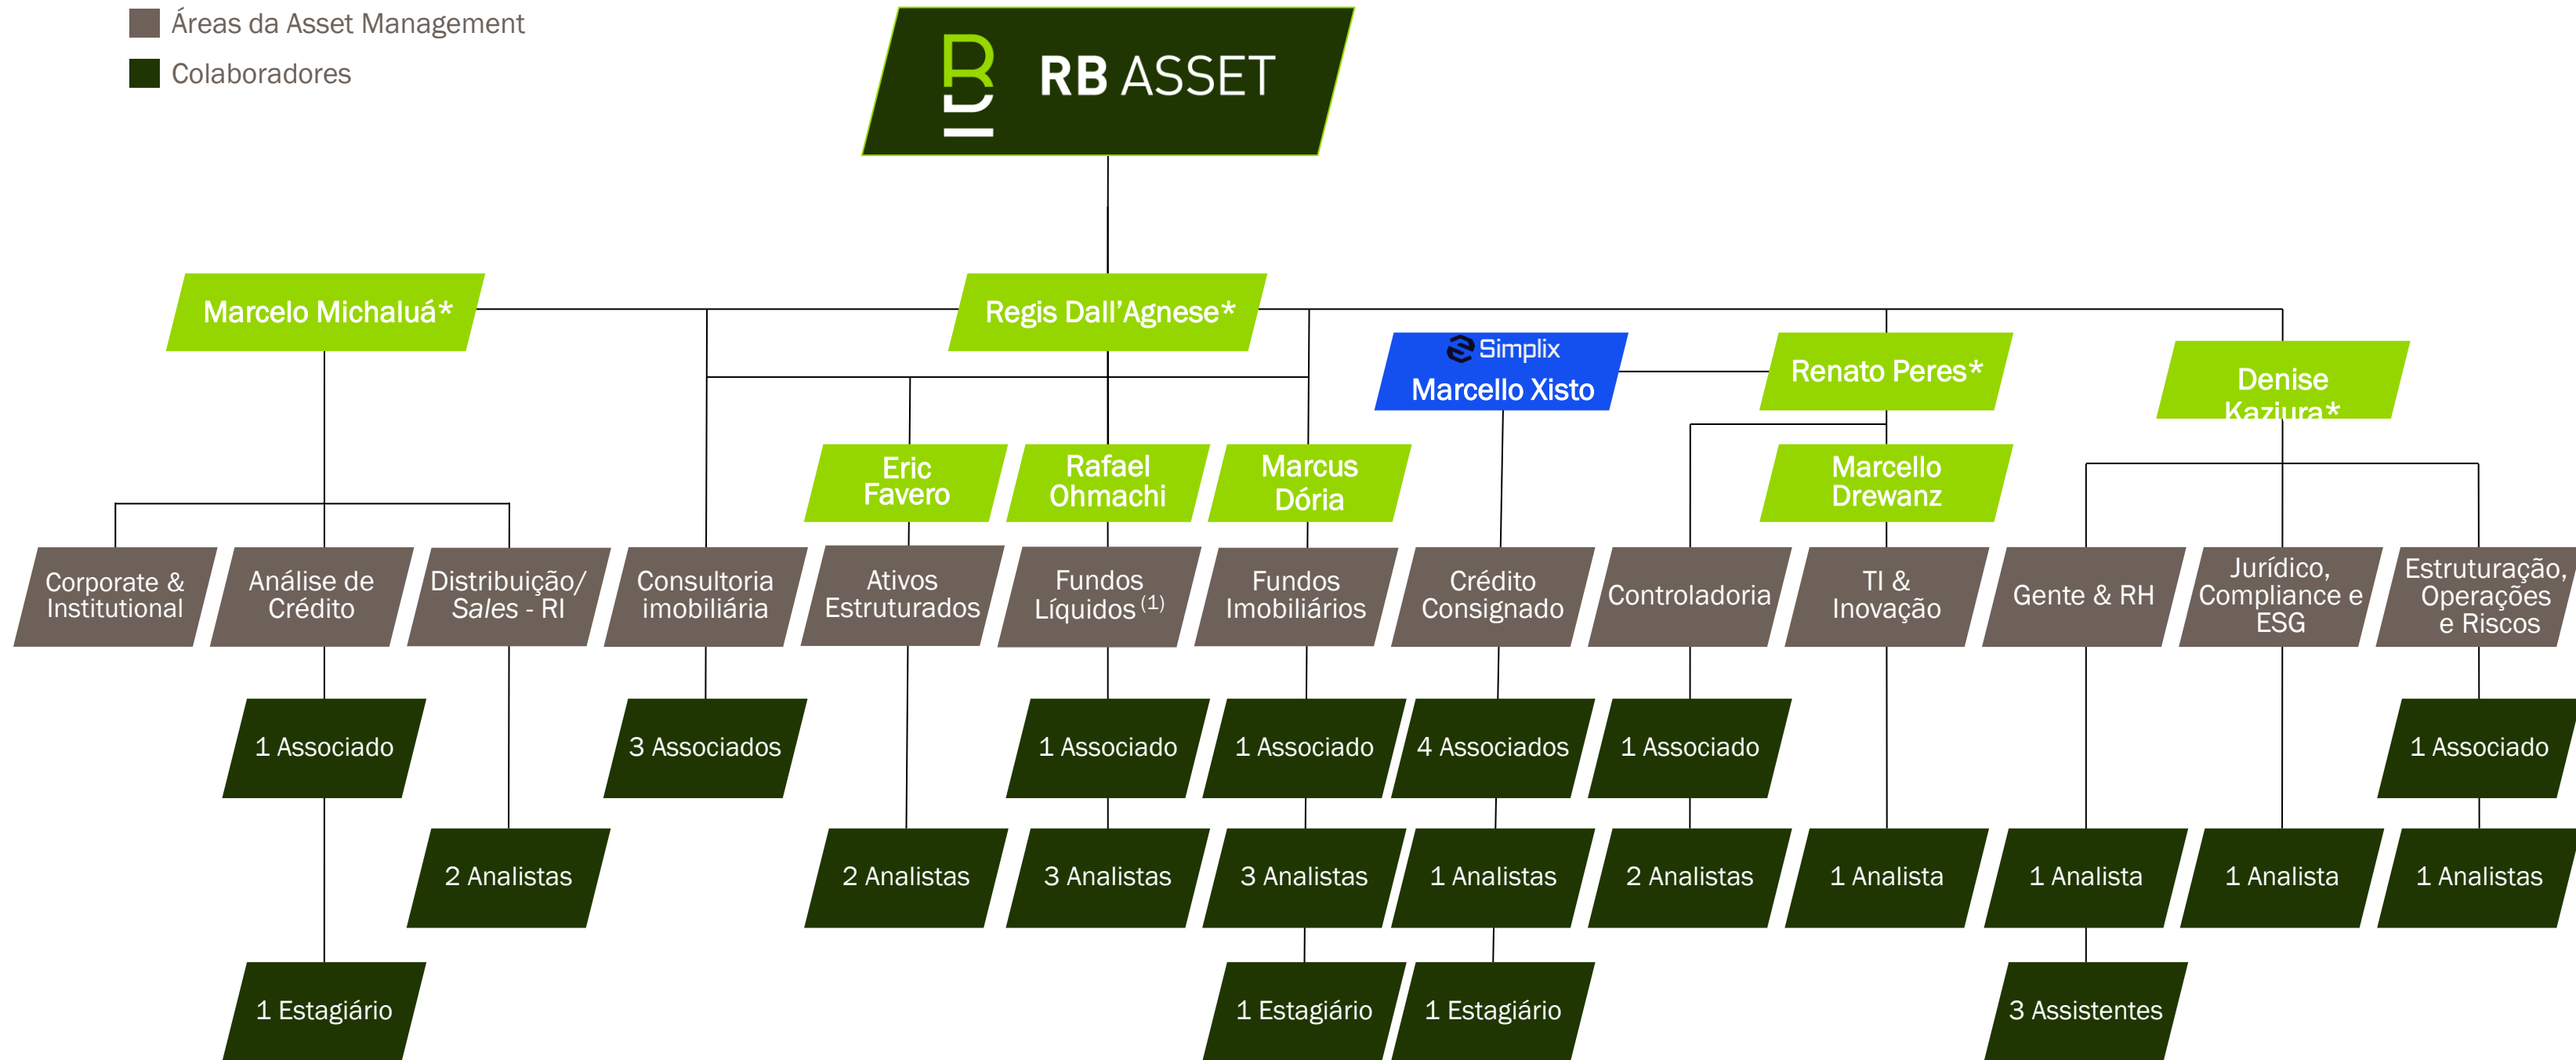 Áreas da Asset Management
Colaboradores
RB ASSET
Marcelo Michaluá*
Regis Dall'Agnese*
Simplix
Marcello Xisto
Renato Peres*
Denise
Kaziura*
Eric
Favero
Rafael
Ohmachi
Marcus
Dória
Marcello
Drewanz
Corporate &
Institutional
Análise de
Crédito
Distribuição/
Sales - RI
Consultoria
imobiliária
Ativos
Estruturados
Fundos
Líquidos (1)
Fundos
Imobiliários
Crédito
Consignado
Controladoria
TI &
Inovação
Gente & RH
Jurídico,
Compliance e
ESG
Estruturação,
Operações
e Riscos
1 Associado
3 Associados
1 Associado
1 Associado
4 Associados
1 Associado
1 Associado
2 Analistas
2 Analistas
3 Analistas
3 Analistas
1 Analistas
2 Analistas
1 Analista
1 Analista
1 Analista
1 Analistas
1 Estagiário
1 Estagiário
1 Estagiário
3 Assistentes